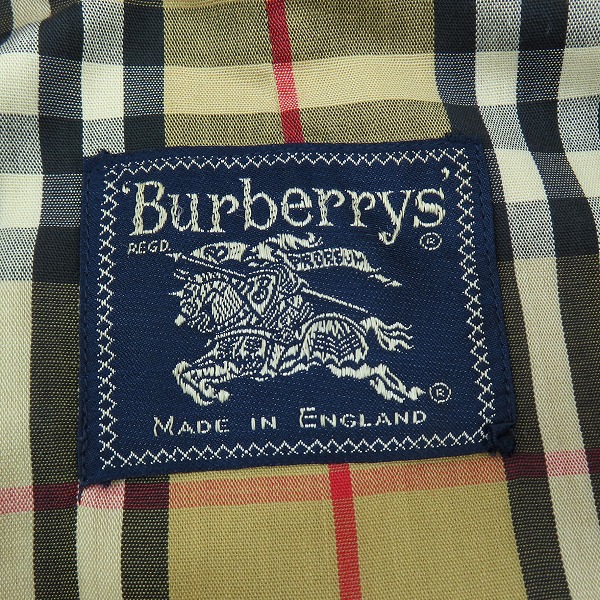 'Burberrys'
REGD. ®
PRORSUM
®
MADE IN ENGLAND